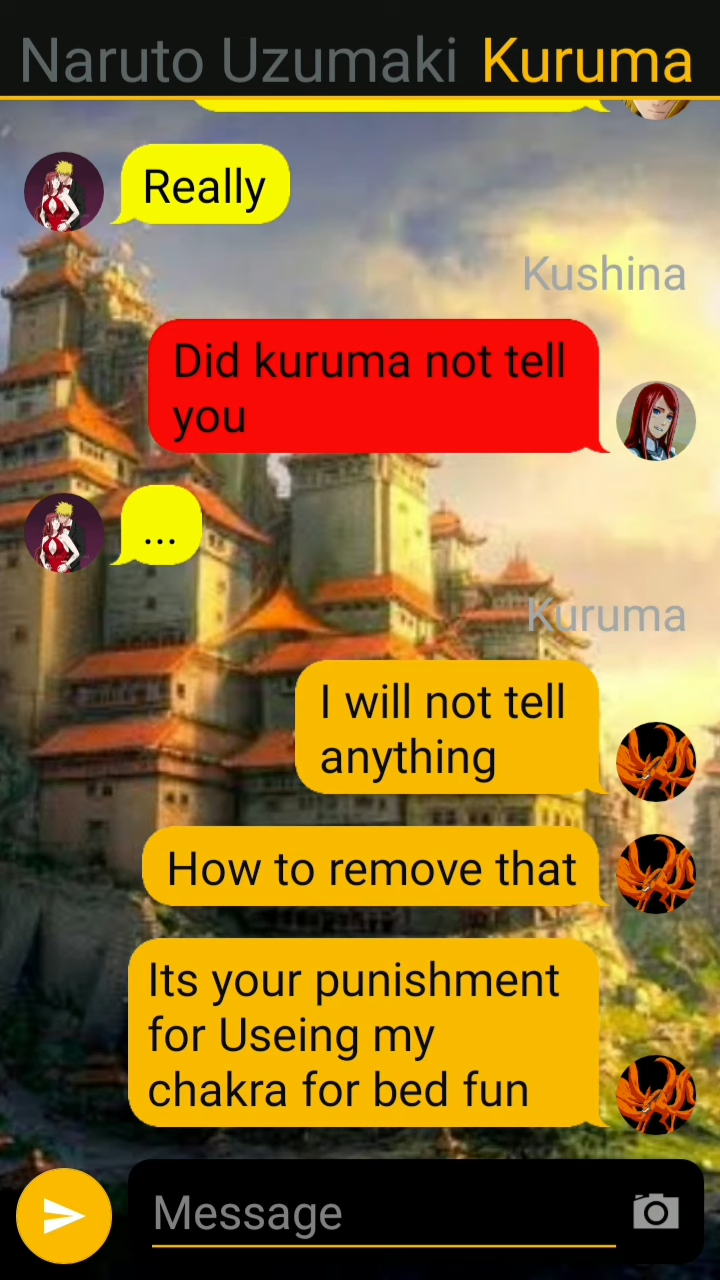 Naruto Uzumaki Kuruma
Really
Kushina
Did kuruma not tell
you
...
Kuruma
I will not tell
anything
How to remove that
Its your punishment
for Useing my
chakra for bed fun
Message